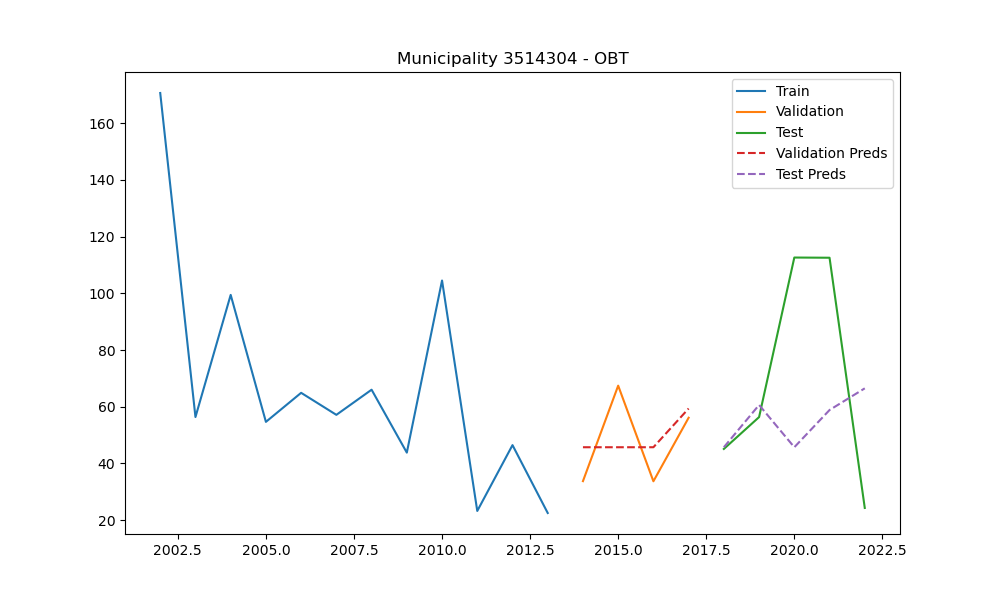 Municipality 3514304 - OBT
Train
Validation
Test
Validation Preds
Test Preds
160
140
120
100
80
60
40
20
2002.5 2005.0 2007.5 2010.0 2012.5 2015.0 2017.5 2020.0 2022.5